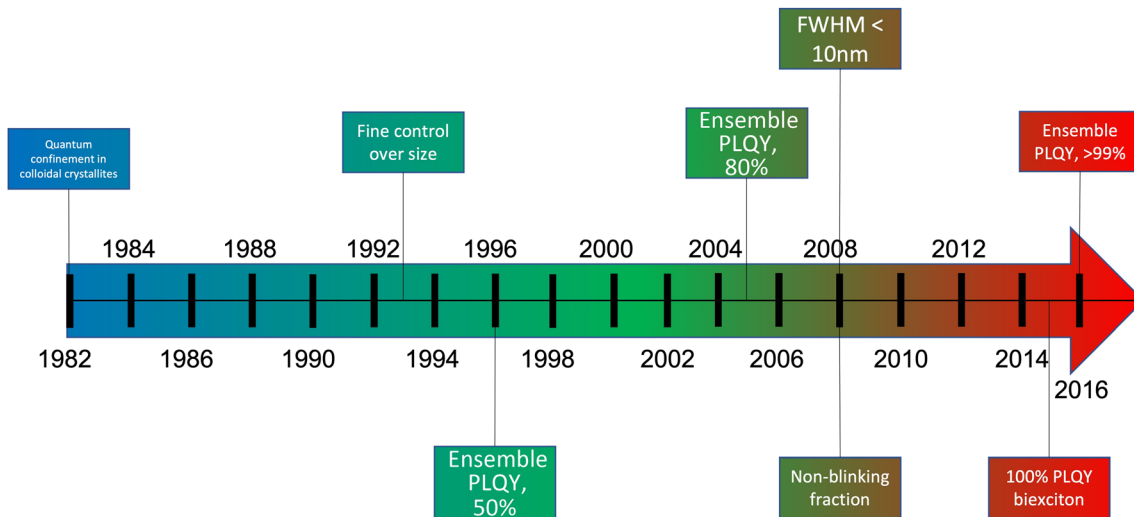 FWHM <
10nm
Quantum
confinement in
colloidal crystallites
Fine control
over size
Ensemble
PLQY,
80%
Ensemble
PLQY, >99%
1984
1988
1992
1996
2000
2004
2008
2012
1982
1986
1990
1994
1998
2002
2006
2010
2014
2016
Ensemble
PLQY,
50%
Non-blinking
fraction
100% PLQY
biexciton